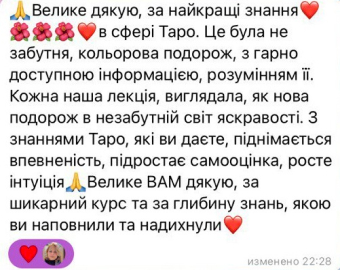 🙏Велике дякую, за найкращі знання❤️
🌺🌺🌺❤️в сфері Таро. Це була не
забутня, кольорова подорож, з гарно
доступною інформацією, розумінням її.
Кожна наша лекція, виглядала, як нова
подорож в незабутній світ яскравості. З
знаннями Таро, які ви даєте, піднімається
впевненість, підростає самооцінка, росте
інтуіція🙏Велике ВАМ дякую, за
шикарний курс та за глибину знань, якою
ви наповнили та надихнули❤️
изменено 22:28